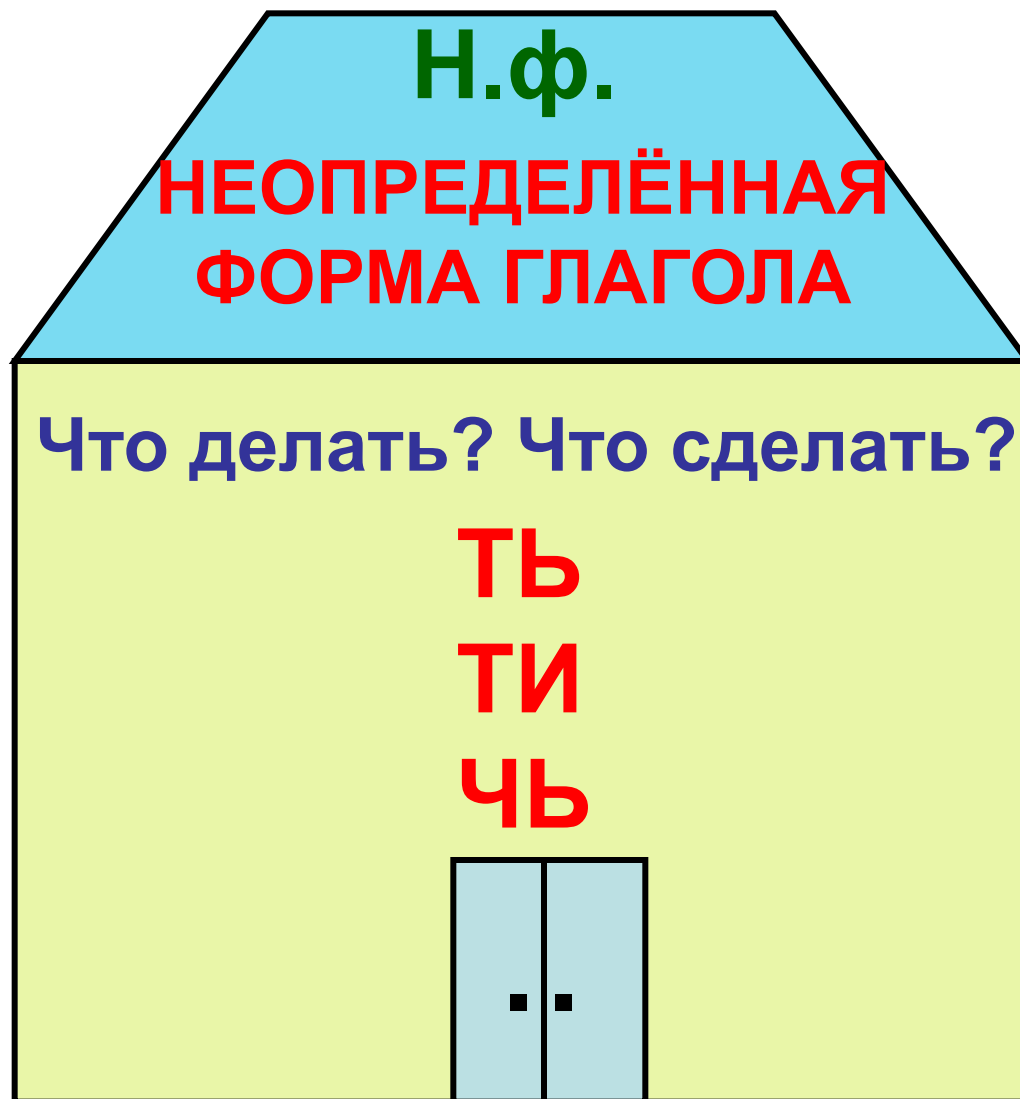 Н.ф.
НЕОПРЕДЕЛЁННАЯ
ФОРМА ГЛАГОЛА
Что делать? Что сделать?
ТЬ
ТИ
ЧЬ